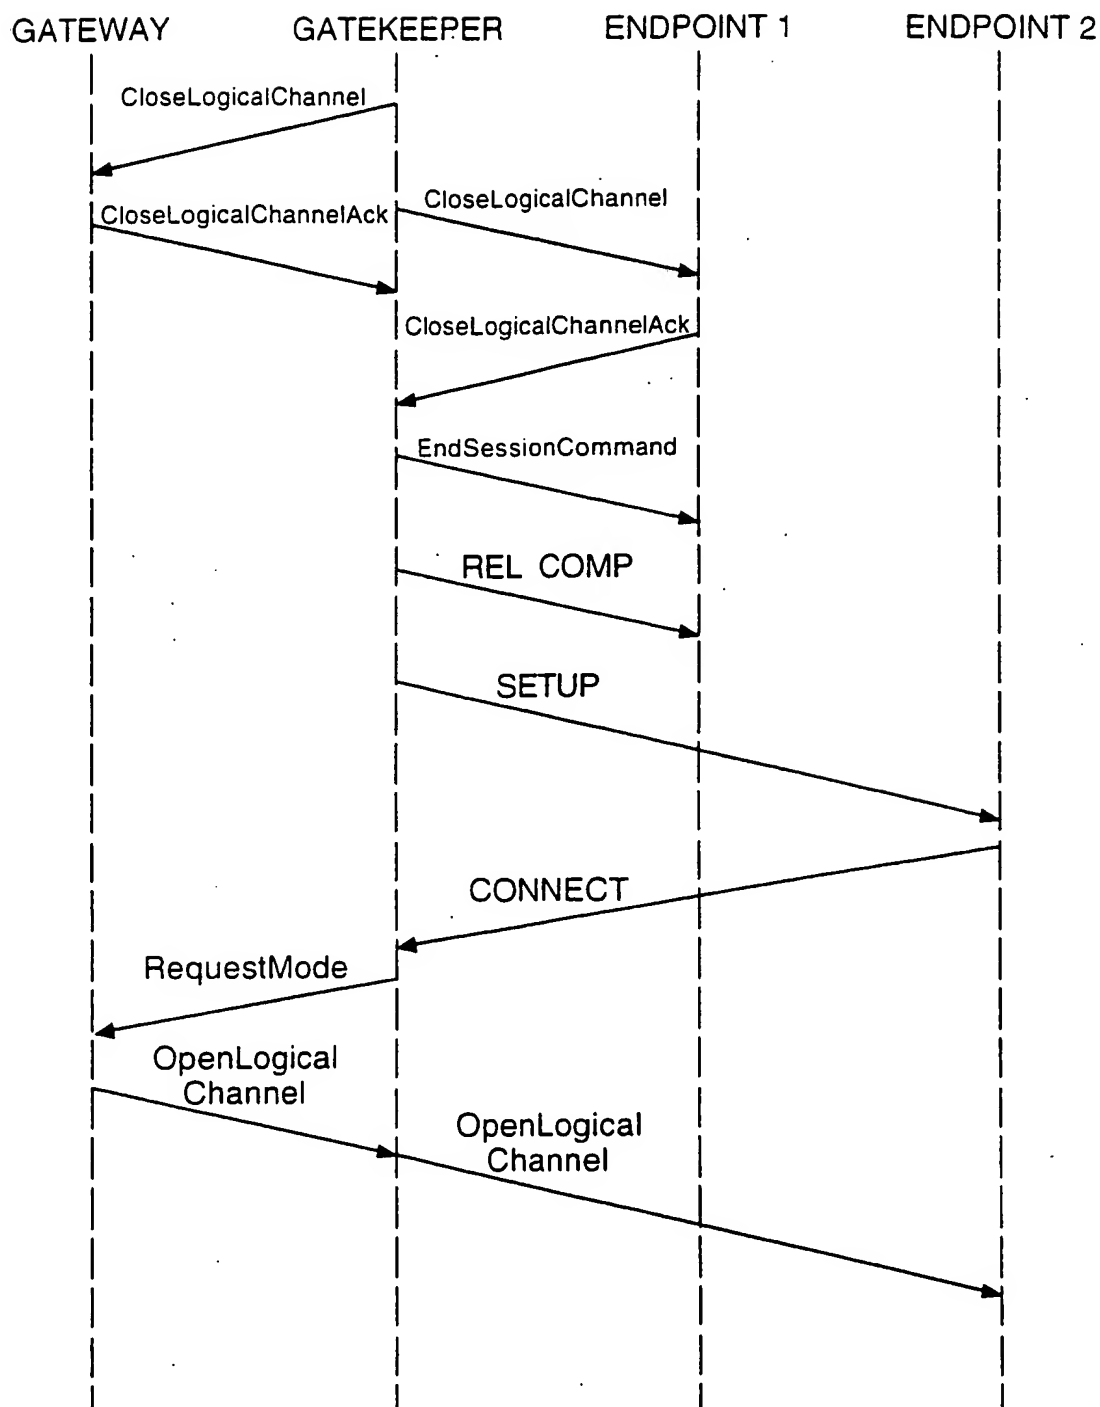 GATEWAY GATEKEEPER ENDPOINT 1 ENDPOINT 2
CloseLogicalChannel
CloseLogicalChannelAck CloseLogicalChannel
CloseLogicalChannelAck
EndSessionCommand
REL COMP
SETUP
CONNECT
RequestMode
OpenLogical
Channel
OpenLogical
Channel